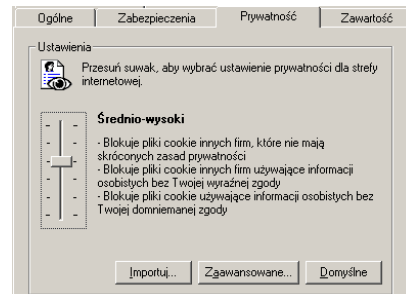 Ogólne Zabezpieczenia Prywatność Zawartość
Ustawienia
Przesuń suwak, aby wybrać ustawienie prywatności dla strefy
internetowej.
Średnio-wysoki
- Blokuje pliki cookie innych firm, które nie mają
skróconych zasad prywatności
- Blokuje pliki cookie innych firm używające informacji
osobistych bez Twojej wyraźnej zgody
- Blokuje pliki cookie używające informacji osobistych bez
Twojej domniemanej zgody
Importuj... Zaawansowane... Domyślne